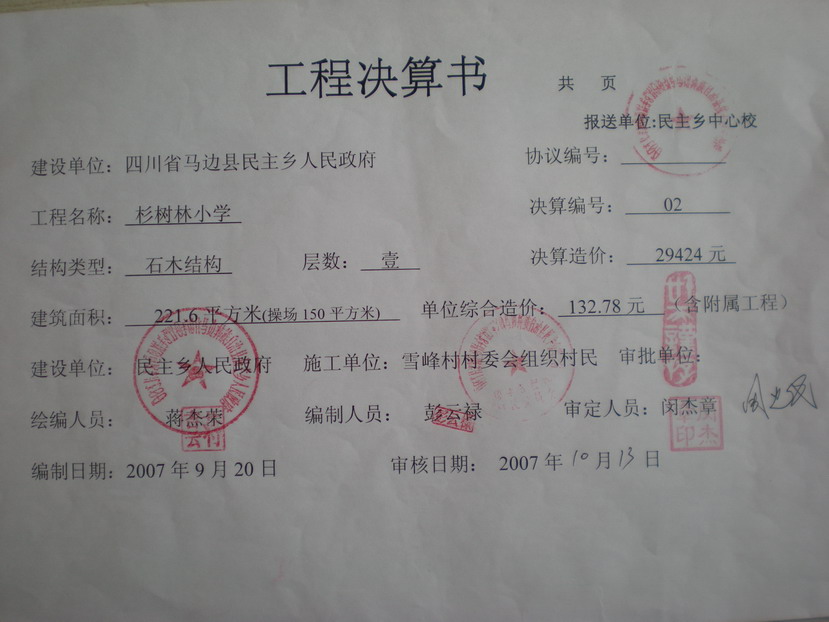 工程决算书
共 页
报送单位:民主乡中心校
建设单位：四川省马边县民主乡人民政府 协议编号：
工程名称：杉树林小学 决算编号：02
结构类型：石木结构 层数：壹 决算造价：29424 元
建筑面积：221.6 平方米(操场 150 平方米) 单位综合造价：132.78 元 （含附属工程）
建设单位：民主乡人民政府 施工单位：雪峰村村委会组织村民 审批单位：
绘编人员：蒋杰荣 编制人员：彭云禄 审定人员：闵杰章
编制日期：2007 年 9 月 20 日 审核日期：2007 年 10 月 13 日